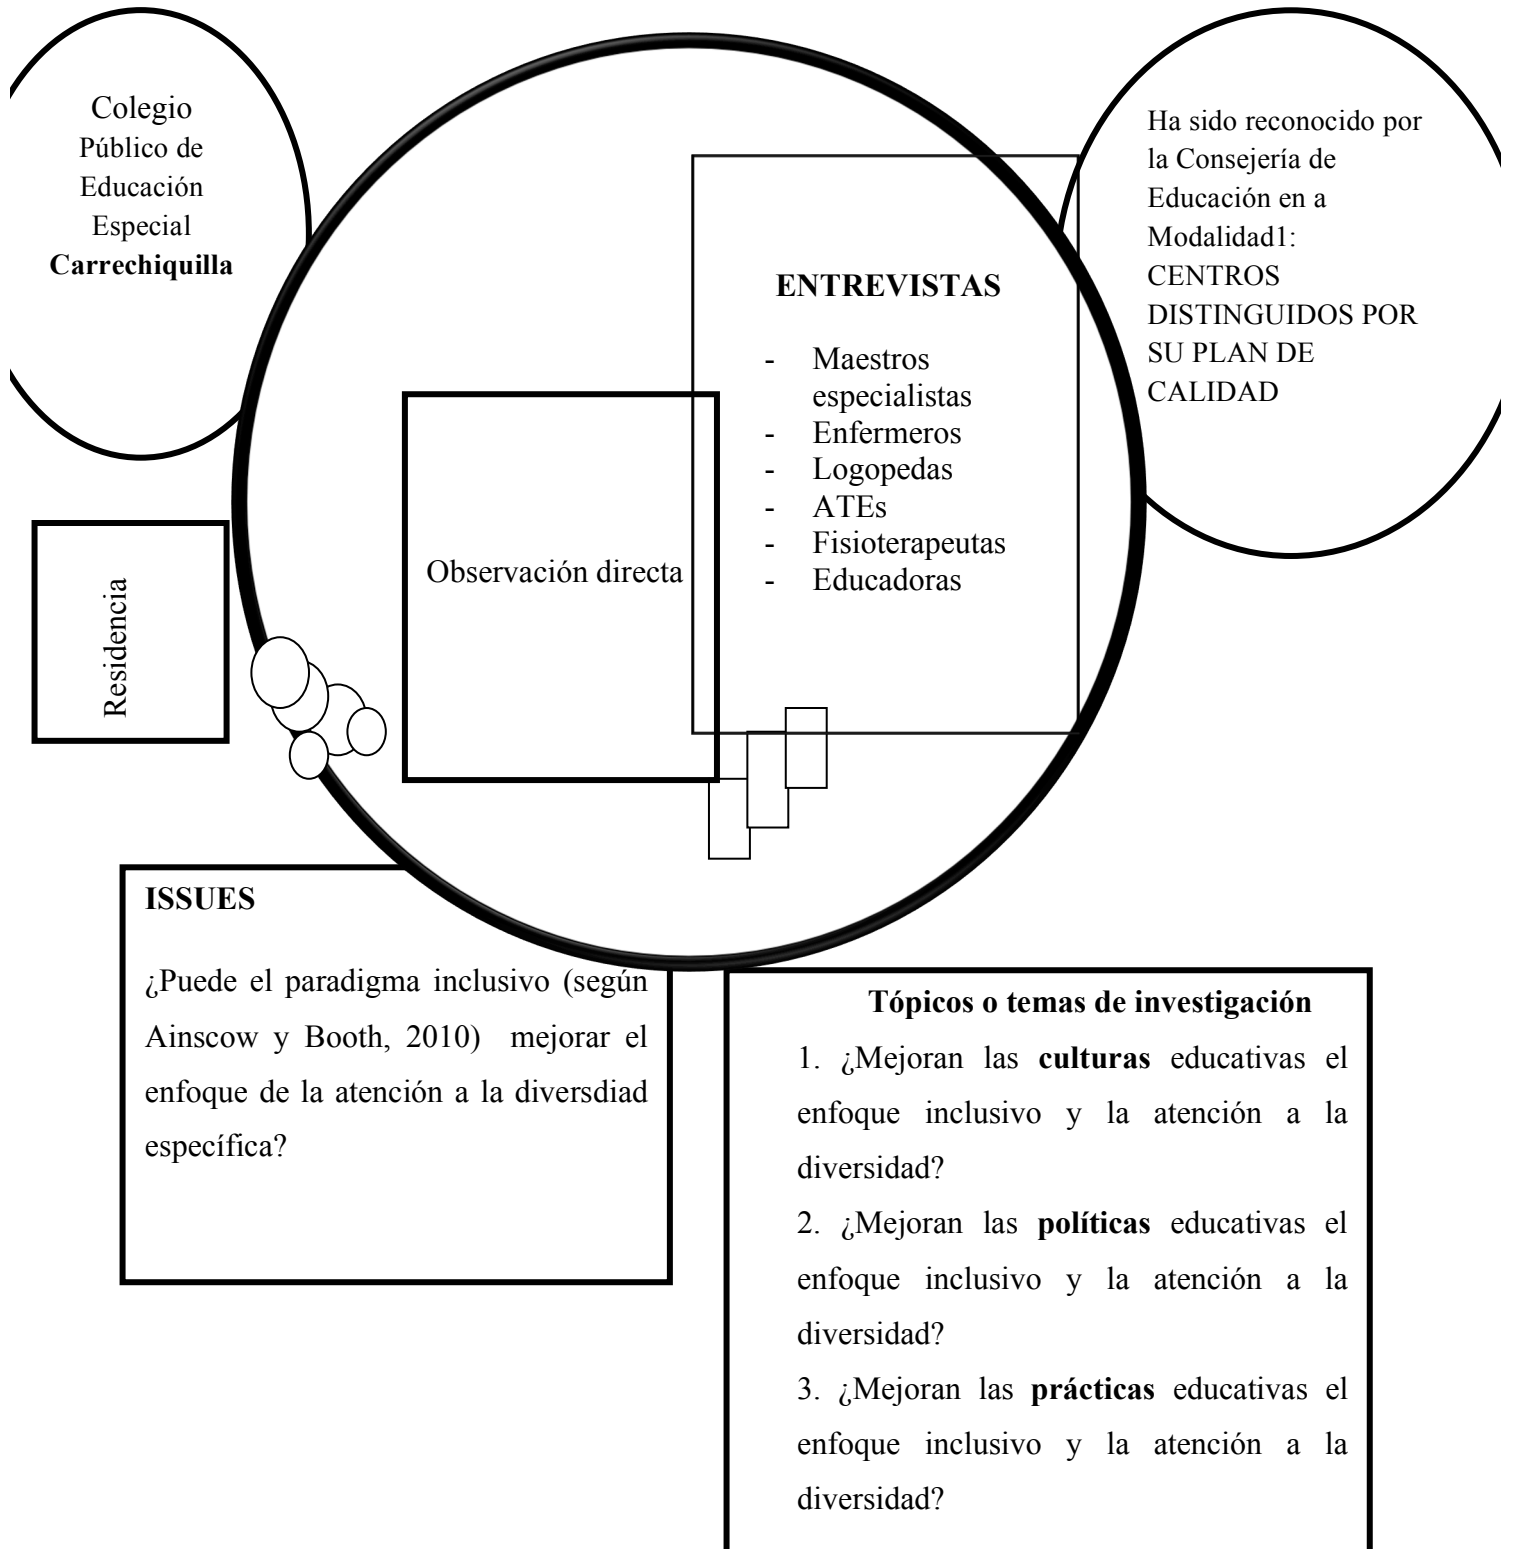 Colegio
Público de
Educación
Especial
Carrechiquilla
Ha sido reconocido por
la Consejería de
Educación en a
Modalidad1:
CENTROS
DISTINGUIDOS POR
SU PLAN DE
CALIDAD
ENTREVISTAS
- Maestros
especialistas
- Enfermeros
- Logopedas
- ATEs
- Fisioterapeutas
- Educadoras
Observación directa
Residencia
ISSUES
¿Puede el paradigma inclusivo (según
Ainscow y Booth, 2010) mejorar el
enfoque de la atención a la diversdiad
específica?
Tópicos o temas de investigación
1. ¿Mejoran las culturas educativas el
enfoque inclusivo y la atención a la
diversidad?
2. ¿Mejoran las políticas educativas el
enfoque inclusivo y la atención a la
diversidad?
3. ¿Mejoran las prácticas educativas el
enfoque inclusivo y la atención a la
diversidad?